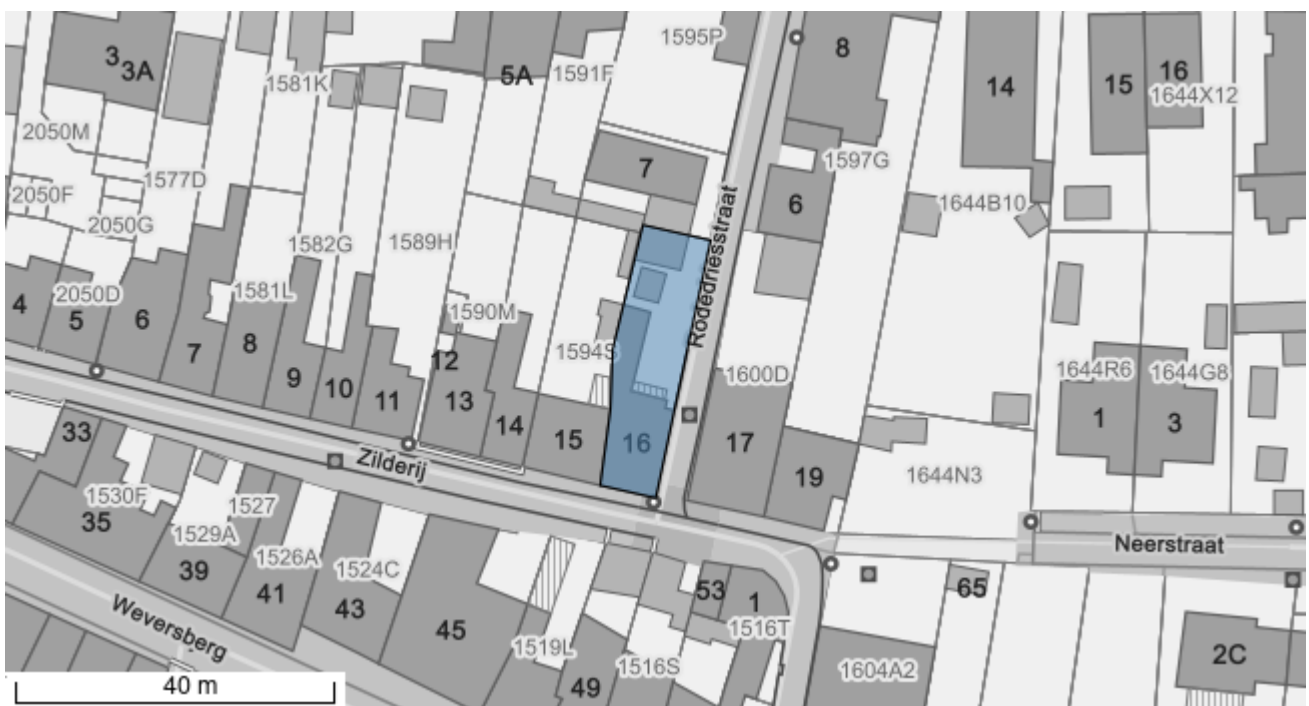 3
3A
5A
1595P
8
14
15
16
1644X12
1581K
1591F
2050M
1577D
7
1597G
2050F
2050G
6
1644B10
1582G
1589H
Rodedriesstraat
2050D
1581L
1590M
4
5
6
7
8
9
10
11
12
13
14
15
16
1594S
1600D
17
19
1644R6
1644G8
1
3
1644N3
33
Zilderij
1530F
1527
35
1529A
1526A
1524C
39
41
43
45
Neerstraat
53
1
65
1516T
Weversberg
1519L
1516S
49
1604A2
2C
40 m